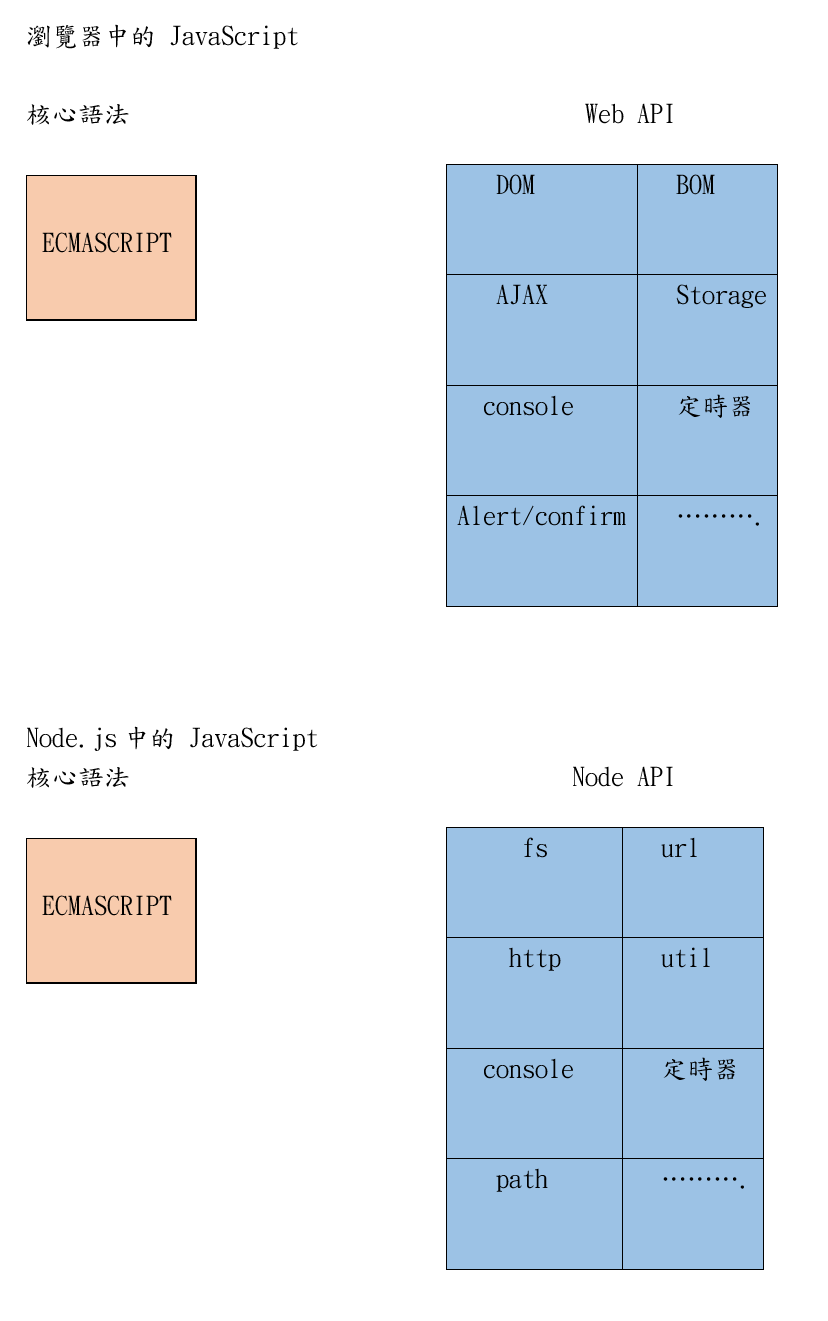 瀏覽器中的 JavaScript
核心語法 Web API
ECMASCRIPT
DOM BOM
AJAX Storage
console 定時器
Alert/confirm ……….
Node.js 中的 JavaScript
核心語法 Node API
ECMASCRIPT
fs url
http util
console 定時器
path ……….